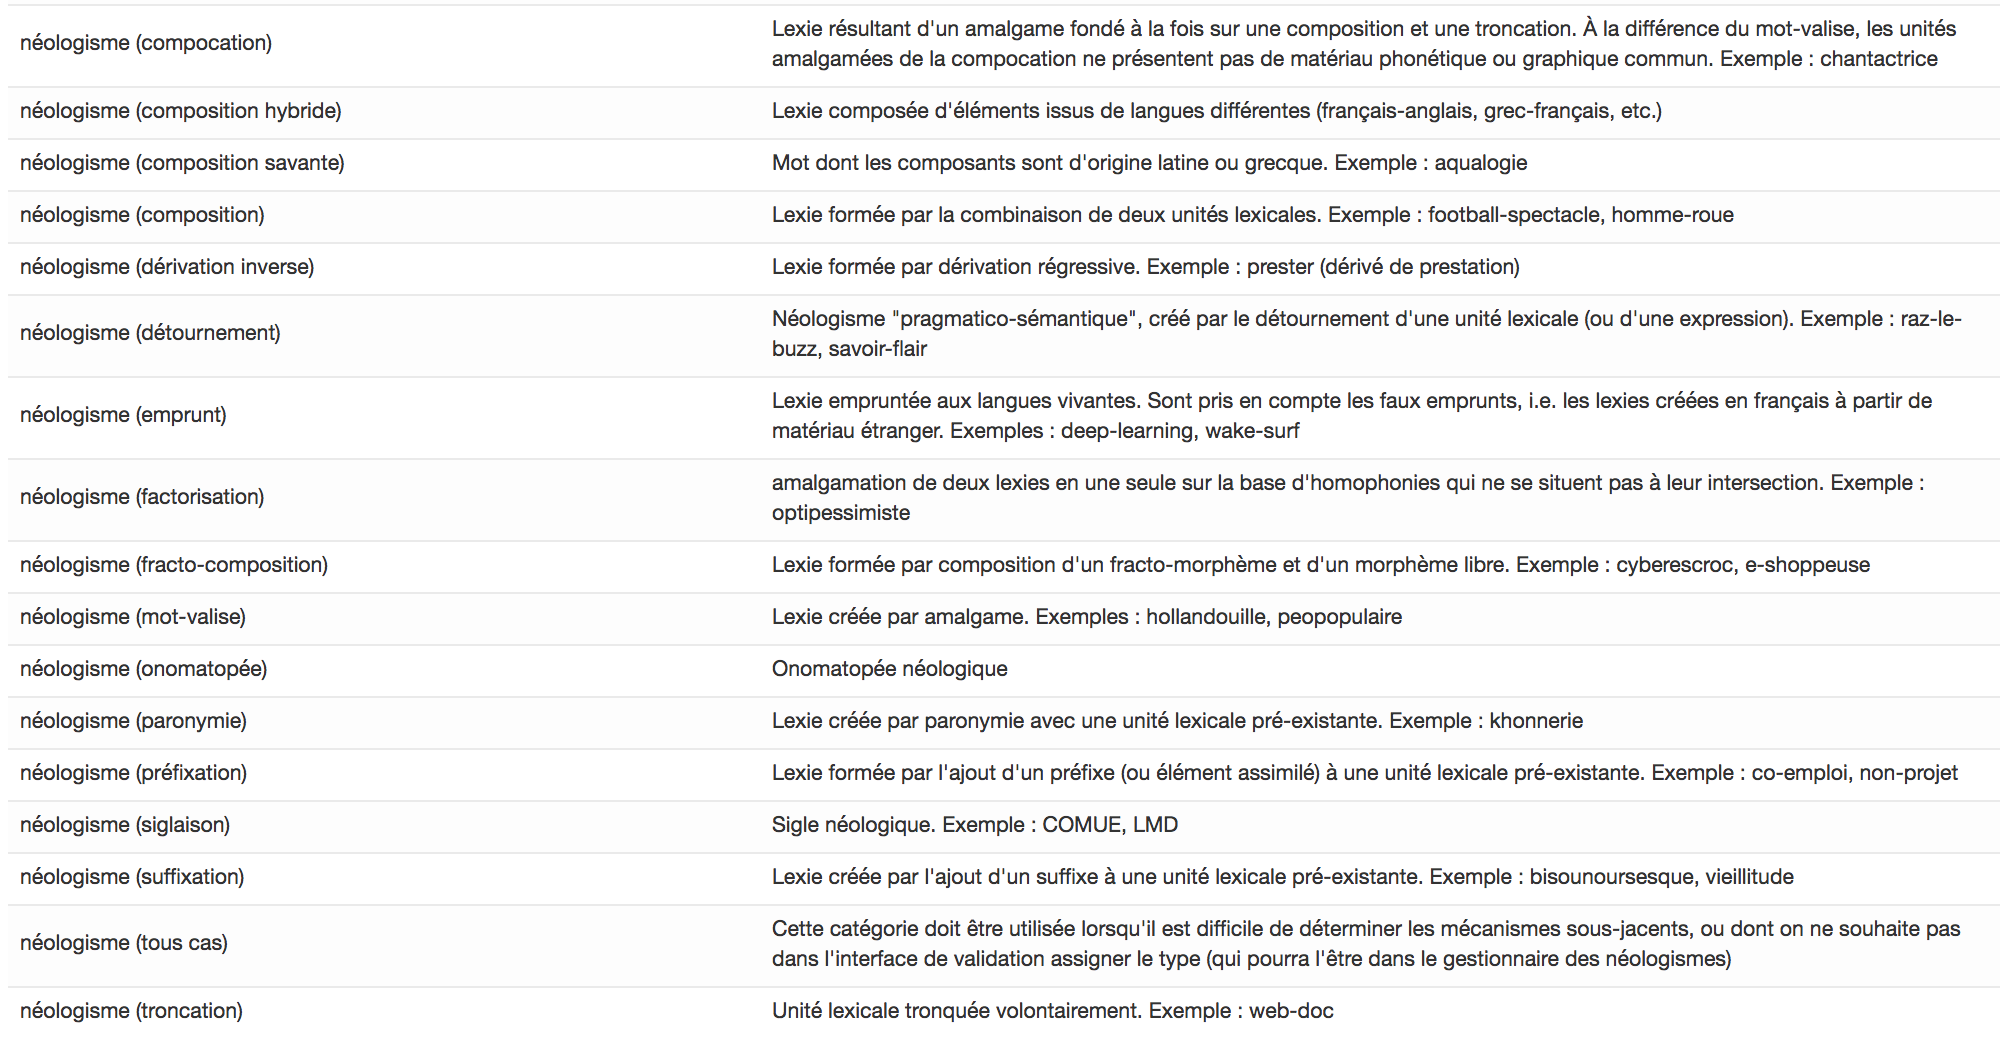 néologisme (compocation)
Lexie résultant d'un amalgame fondé à la fois sur une composition et une troncation. À la différence du mot-valise, les unités
amalgamées de la compocation ne présentent pas de matériau phonétique ou graphique commun. Exemple : chantactrice
néologisme (composition hybride)
Lexie composée d'éléments issus de langues différentes (français-anglais, grec-français, etc.)
néologisme (composition savante)
Mot dont les composants sont d'origine latine ou grecque. Exemple : aqualogie
néologisme (composition)
Lexie formée par la combinaison de deux unités lexicales. Exemple : football-spectacle, homme-roue
néologisme (dérivation inverse)
Lexie formée par dérivation régressive. Exemple : prester (dérivé de prestation)
néologisme (détournement)
Néologisme "pragmatico-sémantique", créé par le détournement d'une unité lexicale (ou d'une expression). Exemple : raz-le-
buzz, savoir-flair
néologisme (emprunt)
Lexie empruntée aux langues vivantes. Sont pris en compte les faux emprunts, i.e. les lexies créées en français à partir de
matériau étranger. Exemples : deep-learning, wake-surf
néologisme (factorisation)
amalgamation de deux lexies en une seule sur la base d'homophonies qui ne se situent pas à leur intersection. Exemple :
optipessimiste
néologisme (fracto-composition)
Lexie formée par composition d'un fracto-morphème et d'un morphème libre. Exemple : cyberescroc, e-shoppeuse
néologisme (mot-valise)
Lexie créée par amalgame. Exemples : hollandouille, peopopulaire
néologisme (onomatopée)
Onomatopée néologique
néologisme (paronymie)
Lexie créée par paronymie avec une unité lexicale pré-existante. Exemple : khonnerie
néologisme (préfixation)
Lexie formée par l'ajout d'un préfixe (ou élément assimilé) à une unité lexicale pré-existante. Exemple : co-emploi, non-projet
néologisme (siglaison)
Sigle néologique. Exemple : COMUE, LMD
néologisme (suffixation)
Lexie créée par l'ajout d'un suffixe à une unité lexicale pré-existante. Exemple : bisounoursesque, vieillitude
néologisme (tous cas)
Cette catégorie doit être utilisée lorsqu'il est difficile de déterminer les mécanismes sous-jacents, ou dont on ne souhaite pas
dans l'interface de validation assigner le type (qui pourra l'être dans le gestionnaire des néologismes)
néologisme (troncation)
Unité lexicale tronquée volontairement. Exemple : web-doc